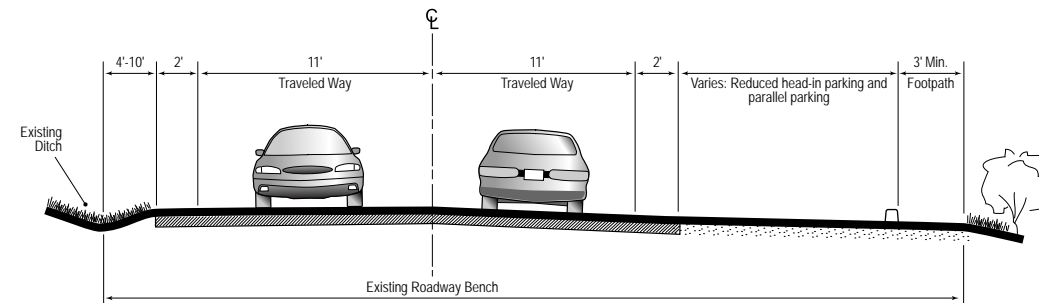 ℄
4'-10'
2'
11'
11'
2'
3' Min.
Traveled Way
Traveled Way
Varies: Reduced head-in parking and
parallel parking
Footpath
Existing
Ditch
Existing Roadway Bench